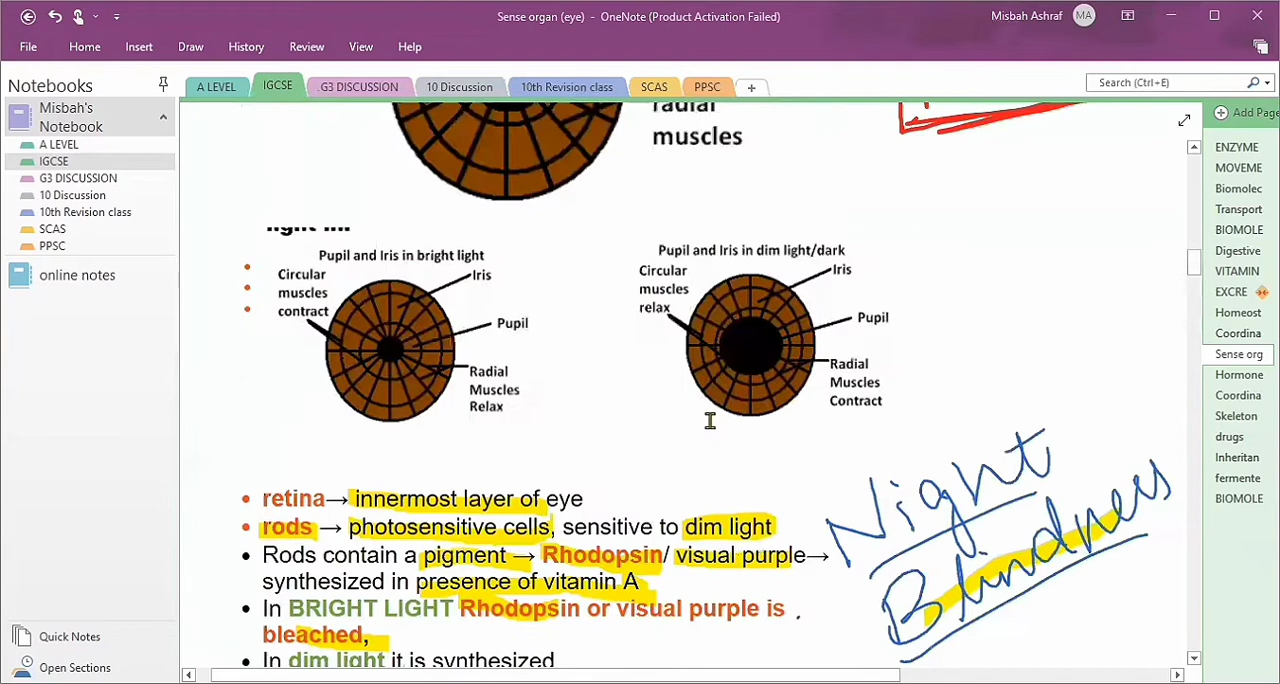 Sense organ (eye) - OneNote (Product Activation Failed)
Misbah Ashraf
MA
File Home Insert Draw History Review View Help
Notebooks
A LEVEL IGCSE G3 DISCUSSION 10 Discussion 10th Revision class SCAS PPSC +
Search (Ctrl+E)
Misbah's
Notebook
A LEVEL
IGCSE
G3 DISCUSSION
10 Discussion
10th Revision class
SCAS
PPSC
online notes
Quick Notes
Open Sections
radial
muscles
light in.
Pupil and Iris in bright light
Circular
muscles
contract
Iris
Pupil
Radial
Muscles
Relax
Pupil and Iris in dim light/dark
Circular
muscles
relax
Iris
Pupil
Radial
Muscles
Contract
• retina→ innermost layer of eye
• rods → photosensitive cells, sensitive to dim light
• Rods contain a pigment → Rhodopsin/ visual purple→
synthesized in presence of vitamin A
• In BRIGHT LIGHT Rhodopsin or visual purple is
bleached,
• In dim light it is synthesized
Night
Blindness
Add Page
ENZYME
MOVEME
Biomolec
Transport
BIOMOLE
Digestive
VITAMIN
EXCRE
Homeost
Coordina
Sense org
Hormone
Coordina
Skeleton
drugs
Inheritan
fermente
BIOMOLE